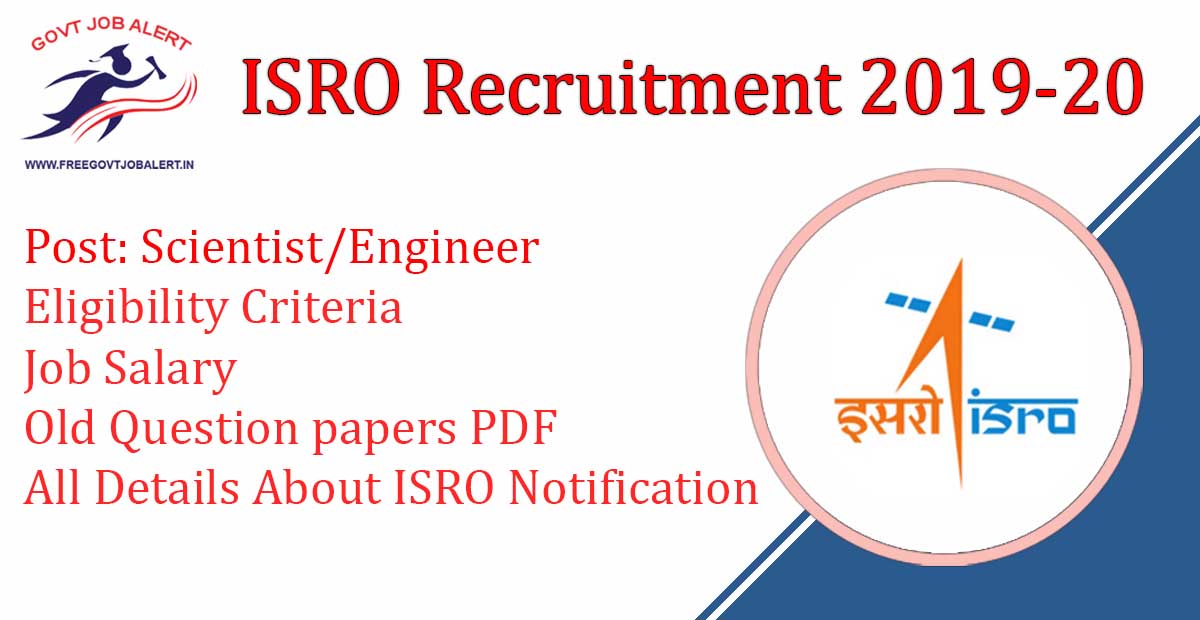 GOVT JOB ALERT
WWW.FREEGOVTJOBALERT.IN
ISRO Recruitment 2019-20
Post: Scientist/Engineer
Eligibility Criteria
Job Salary
Old Question papers PDF
All Details About ISRO Notification
इसरो isro